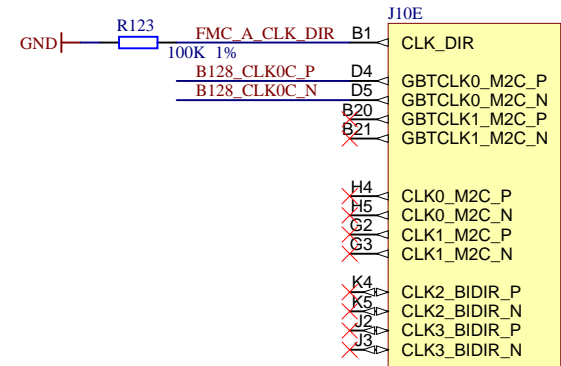 J10E
R123
GND FMC_A_CLK_DIR B1 CLK_DIR
100K 1%
B128_CLK0C_P D4 GBTCLK0_M2C_P
B128_CLK0C_N D5 GBTCLK0_M2C_N
B20 GBTCLK1_M2C_P
B21 GBTCLK1_M2C_N
H4 CLK0_M2C_P
H5 CLK0_M2C_N
G2 CLK1_M2C_P
G3 CLK1_M2C_N
K4 CLK2_BIDIR_P
K5 CLK2_BIDIR_N
J2 CLK3_BIDIR_P
J3 CLK3_BIDIR_N